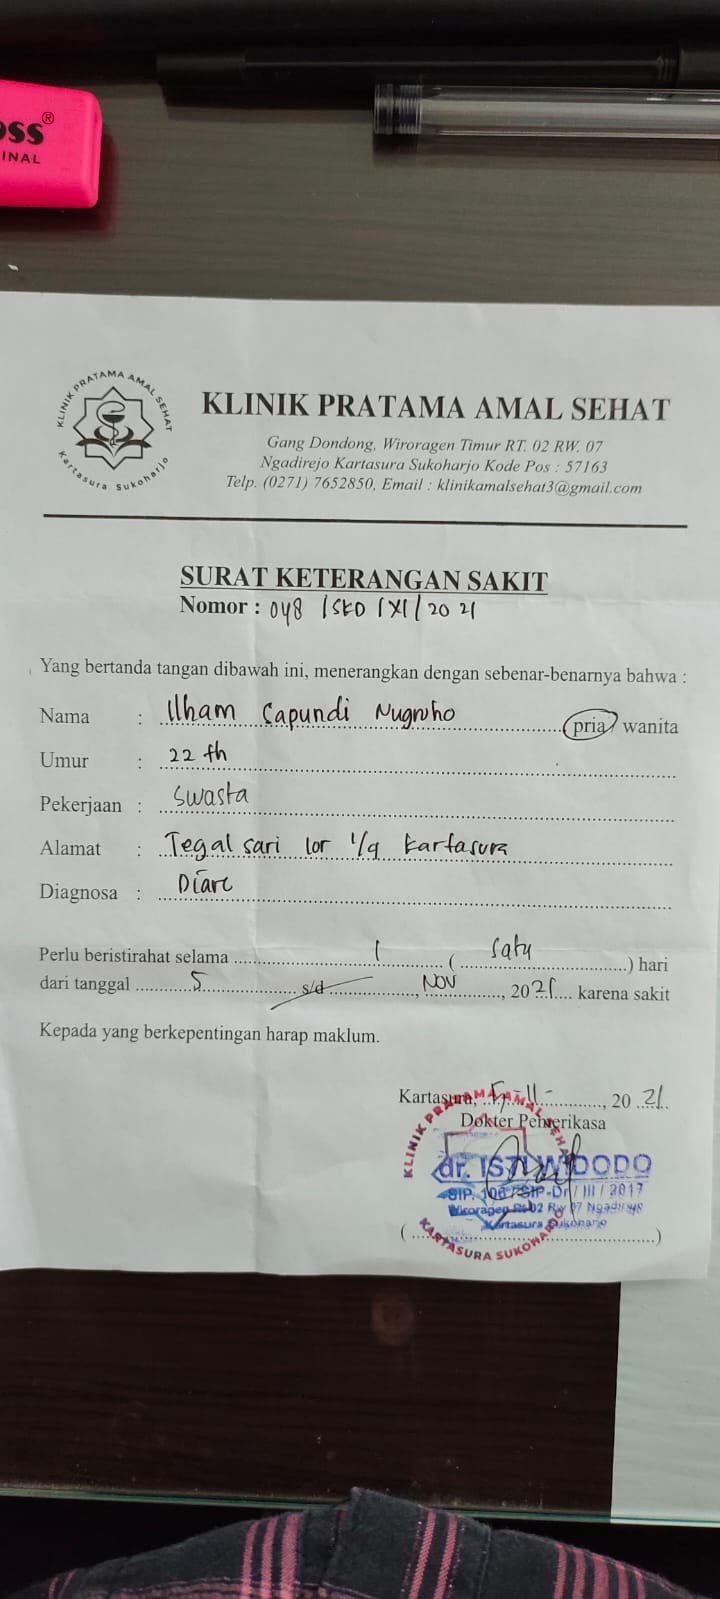 OSS®
INAL
KLINIK PRATAMA AMAL SEHAT
Kartasura Sukoharjo
KLINIK PRATAMA AMAL SEHAT
Gang Dondong, Wiroragen Timur RT. 02 RW. 07
Ngadirejo Kartasura Sukoharjo Kode Pos : 57163
Telp. (0271) 7652850, Email : klinikamalsehat3@gmail.com
SURAT KETERANGAN SAKIT
Nomor : 048 / SKD / XI / 20 21
Yang bertanda tangan dibawah ini, menerangkan dengan sebenar-benarnya bahwa :
Nama : Ilham Sapundi Nugroho pria / wanita
Umur : 22 th
Pekerjaan : Swasta
Alamat : Tegal sari lor 1/9 Kartasura
Diagnosa : Diare
Perlu beristirahat selama 1 ( satu ) hari
dari tanggal 5 s/d , Nov , 2021 karena sakit
Kepada yang berkepentingan harap maklum.
Kartasura, 5-11- , 20 21
Dokter Pemerikasa
KLINIK PRATAMA AMAL SEHAT
dr. ISTI WIDODO
SIP. / SIP-Dr / III / 2017
Wiroragen Rt 02 Rw 07
Kartasura Sukoharjo
KARTASURA SUKOHARJO